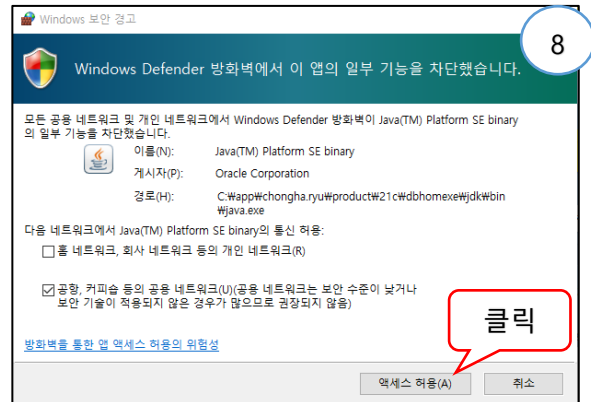 Windows 보안 경고
8
Windows Defender 방화벽에서 이 앱의 일부 기능을 차단했습니다.
모든 공용 네트워크 및 개인 네트워크에서 Windows Defender 방화벽이 Java(TM) Platform SE binary
의 일부 기능을 차단했습니다.
이름(N): Java(TM) Platform SE binary
게시자(P): Oracle Corporation
경로(H): C:₩app₩chongha.ryu₩product₩21c₩dbhomexe₩jdk₩bin
₩java.exe
다음 네트워크에서 Java(TM) Platform SE binary의 통신 허용:
홈 네트워크, 회사 네트워크 등의 개인 네트워크(R)
공항, 커피숍 등의 공용 네트워크(U)(공용 네트워크는 보안 수준이 낮거나
보안 기술이 적용되지 않은 경우가 많으므로 권장되지 않음)
클릭
방화벽을 통한 앱 액세스 허용의 위험성
액세스 허용(A) 취소